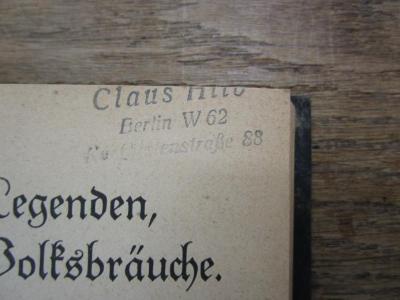 Claus
Berlin W 62
88
Legenden,
Volksbräuche.